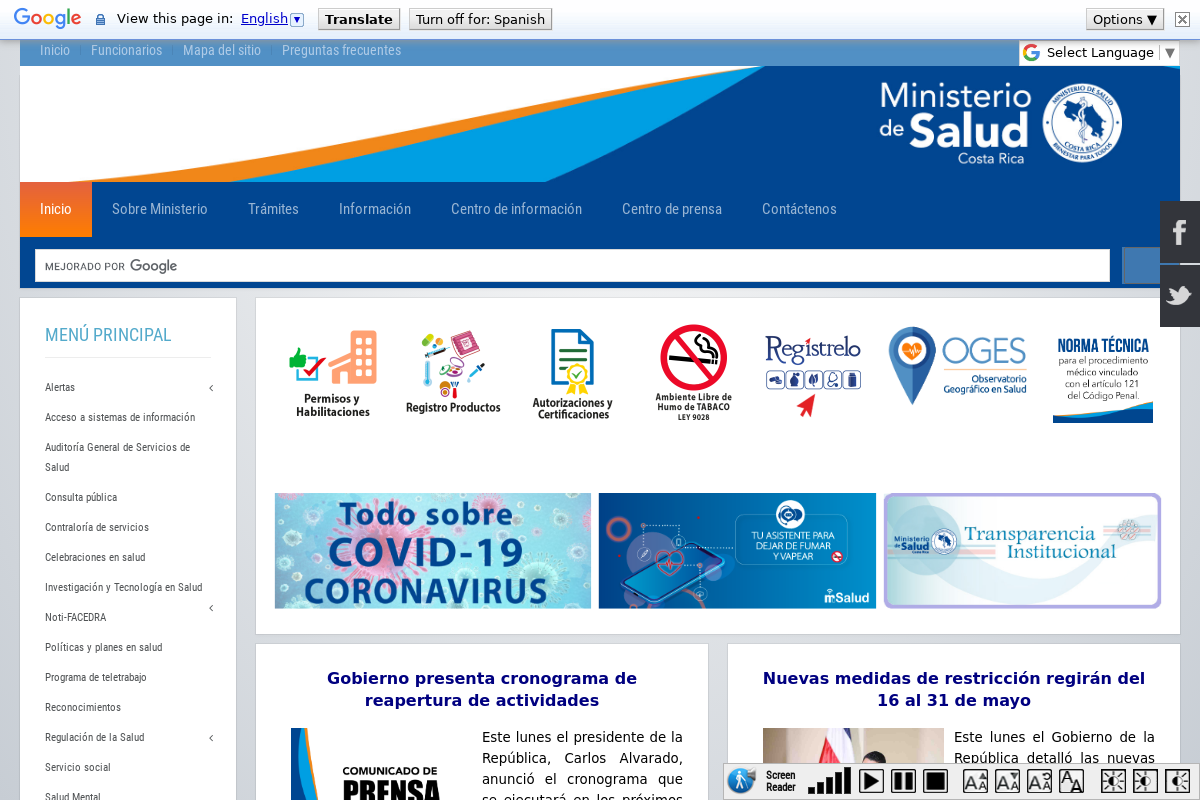 Google View this page in: English Translate Turn off for: Spanish Options ▼
Inicio Funcionarios Mapa del sitio Preguntas frecuentes
Select Language ▼
Ministerio
de Salud
Costa Rica
MINISTERIO DE SALUD
COSTA RICA
BIENESTAR PARA TODOS
Inicio Sobre Ministerio Trámites Información Centro de información Centro de prensa Contáctenos
MEJORADO POR Google
MENÚ PRINCIPAL
Alertas
Acceso a sistemas de información
Auditoría General de Servicios de
Salud
Consulta pública
Contraloría de servicios
Celebraciones en salud
Investigación y Tecnología en Salud
Noti-FACEDRA
Políticas y planes en salud
Programa de teletrabajo
Reconocimientos
Regulación de la Salud
Servicio social
Salud Mental
Permisos y
Habilitaciones
Registro Productos
Autorizaciones y
Certificaciones
Ambiente Libre de
Humo de TABACO
LEY 9028
Regístrelo
OGES
Observatorio
Geográfico en Salud
NORMA TÉCNICA
para el procedimiento
médico vinculado
con el artículo 121
del Código Penal.
Todo sobre
COVID-19
CORONAVIRUS
TU ASISTENTE PARA
DEJAR DE FUMAR
Y VAPEAR
mSalud
Ministerio
de Salud
Costa Rica
Transparencia
Institucional
Gobierno presenta cronograma de
reapertura de actividades
COMUNICADO DE
PRENSA
Este lunes el presidente de la
República, Carlos Alvarado,
anunció el cronograma que
se ejecutará en los próximos
Nuevas medidas de restricción regirán del
16 al 31 de mayo
Este lunes el Gobierno de la
República detalló las nuevas
Screen
Reader